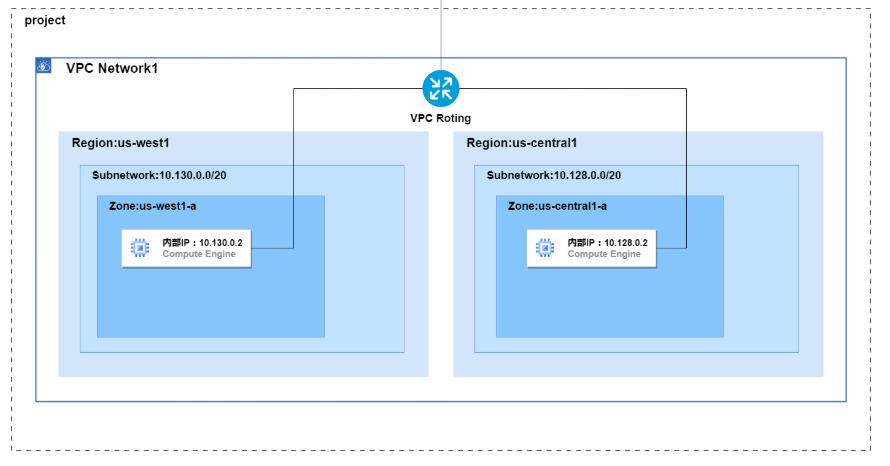 project
VPC Network1
VPC Roting
Region:us-west1
Subnetwork:10.130.0.0/20
Zone:us-west1-a
内部IP：10.130.0.2
Compute Engine
Region:us-central1
Subnetwork:10.128.0.0/20
Zone:us-central1-a
内部IP：10.128.0.2
Compute Engine